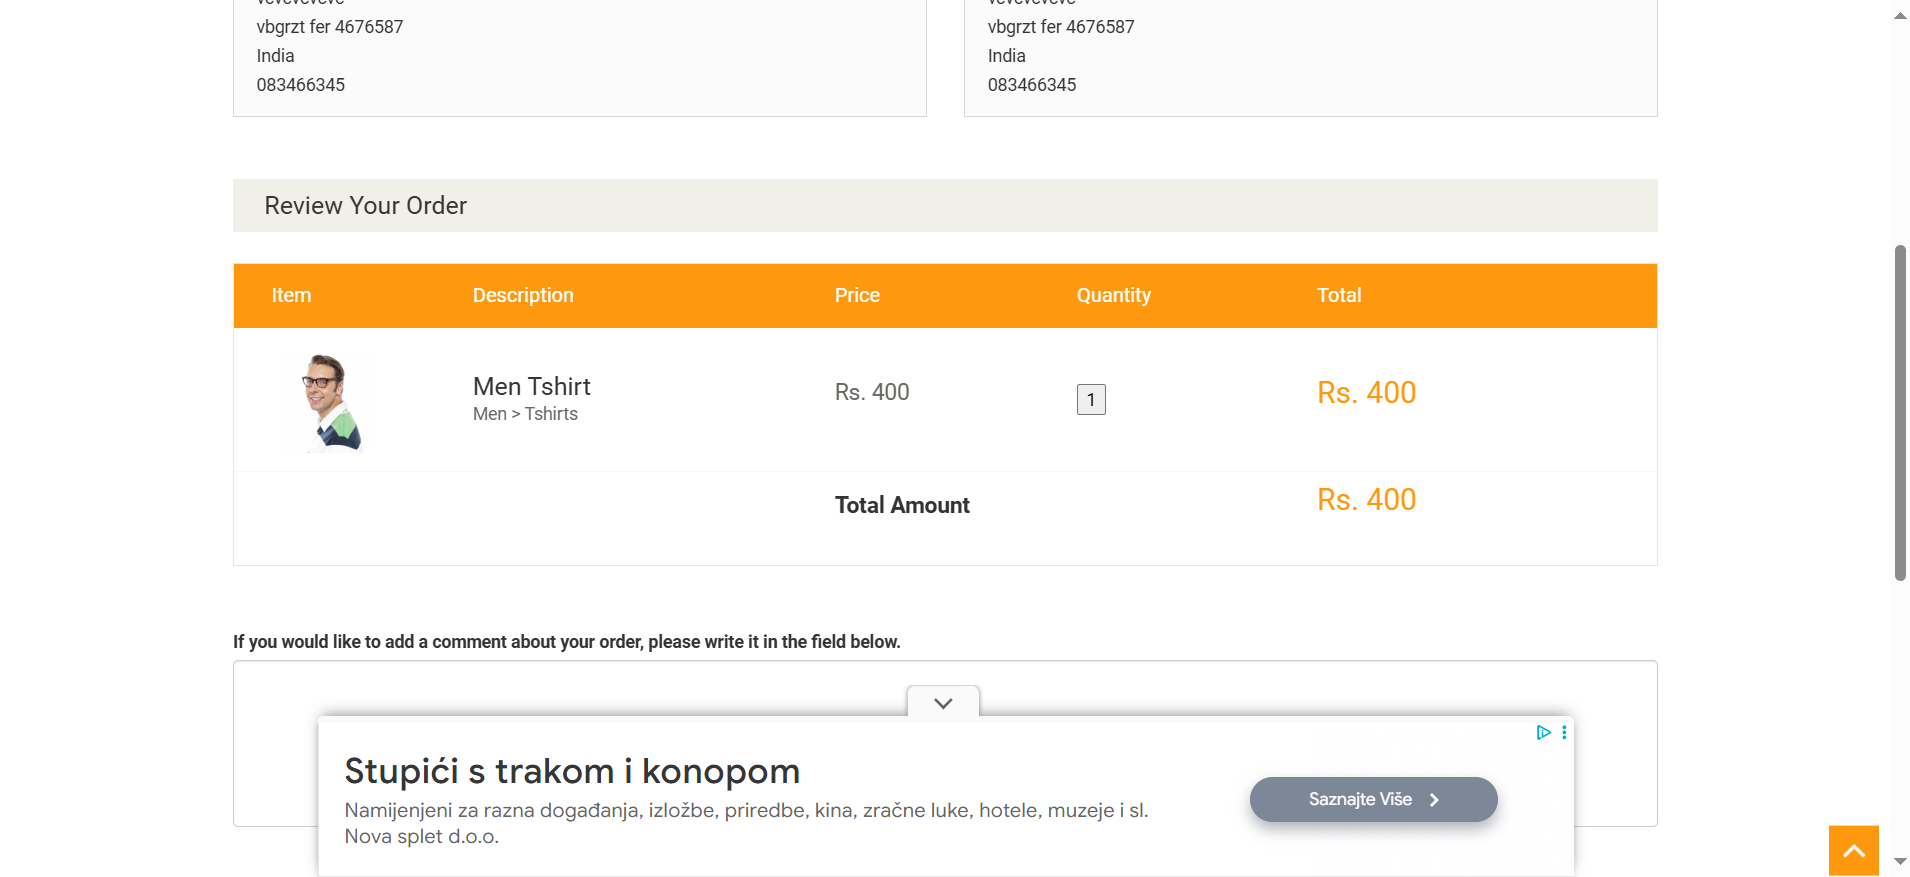 vbgrzt fer 4676587
India
083466345
vbgrzt fer 4676587
India
083466345
Review Your Order
Item Description Price Quantity Total
Men Tshirt
Men > Tshirts
Rs. 400
1
Rs. 400
Total Amount
Rs. 400
If you would like to add a comment about your order, please write it in the field below.
Stupići s trakom i konopom
Namijenjeni za razna događanja, izložbe, priredbe, kina, zračne luke, hotele, muzeje i sl.
Nova splet d.o.o.
Saznajte Više